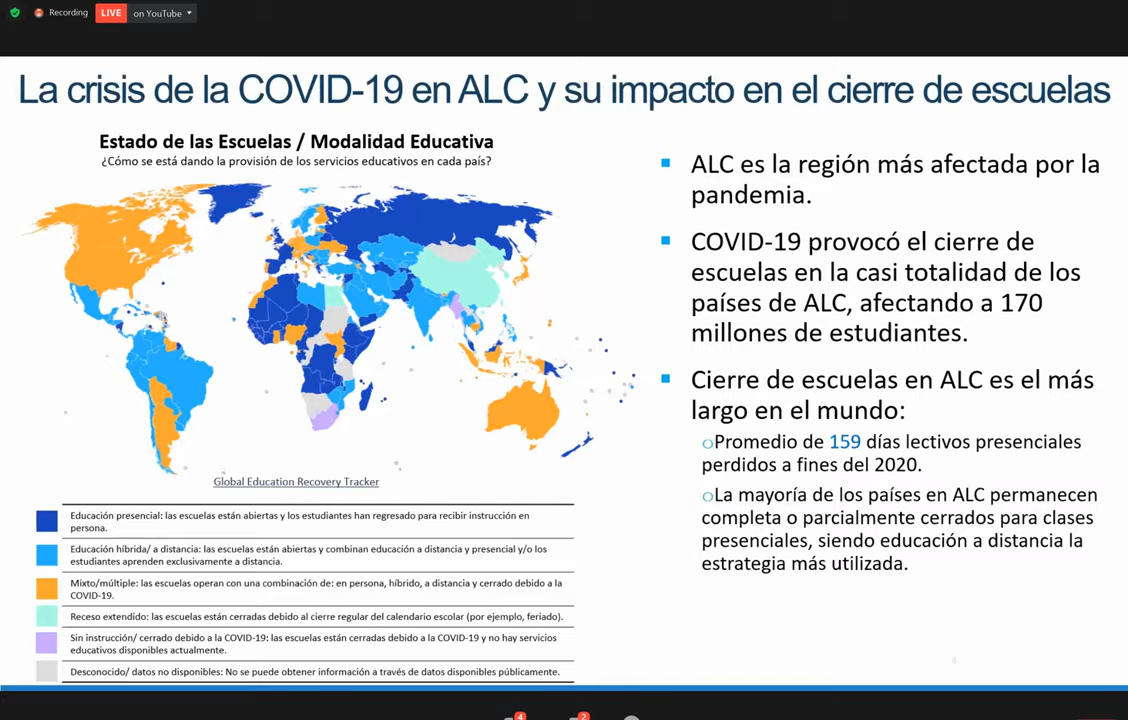 Recording
LIVE
on YouTube
La crisis de la COVID-19 en ALC y su impacto en el cierre de escuelas
Estado de las Escuelas / Modalidad Educativa
¿Cómo se está dando la provisión de los servicios educativos en cada país?
Global Education Recovery Tracker
Educación presencial: las escuelas están abiertas y los estudiantes han regresado para recibir instrucción en
persona.
Educación híbrida/ a distancia: las escuelas están abiertas y combinan educación a distancia y presencial y/o los
estudiantes aprenden exclusivamente a distancia.
Mixto/múltiple: las escuelas operan con una combinación de: en persona, híbrido, a distancia y cerrado debido a la
COVID-19.
Receso extendido: las escuelas están cerradas debido al cierre regular del calendario escolar (por ejemplo, feriado).
Sin instrucción/ cerrado debido a la COVID-19: las escuelas están cerradas debido a la COVID-19 y no hay servicios
educativos disponibles actualmente.
Desconocido/ datos no disponibles: No se puede obtener información a través de datos disponibles públicamente.
ALC es la región más afectada por la
pandemia.
COVID-19 provocó el cierre de
escuelas en la casi totalidad de los
países de ALC, afectando a 170
millones de estudiantes.
Cierre de escuelas en ALC es el más
largo en el mundo:
Promedio de 159 días lectivos presenciales
perdidos a fines del 2020.
La mayoría de los países en ALC permanecen
completa o parcialmente cerrados para clases
presenciales, siendo educación a distancia la
estrategia más utilizada.
4
2